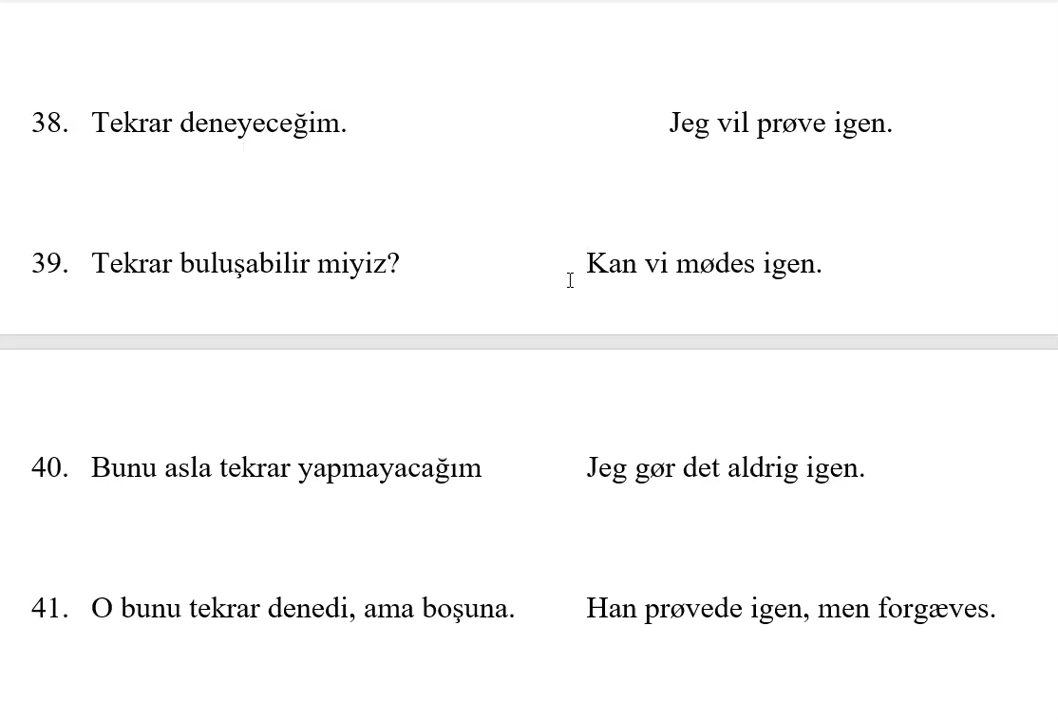 38. Tekrar deneyeceğim. Jeg vil prøve igen.
39. Tekrar buluşabilir miyiz? Kan vi mødes igen.
40. Bunu asla tekrar yapmayacağım Jeg gør det aldrig igen.
41. O bunu tekrar denedi, ama boşuna. Han prøvede igen, men forgæves.